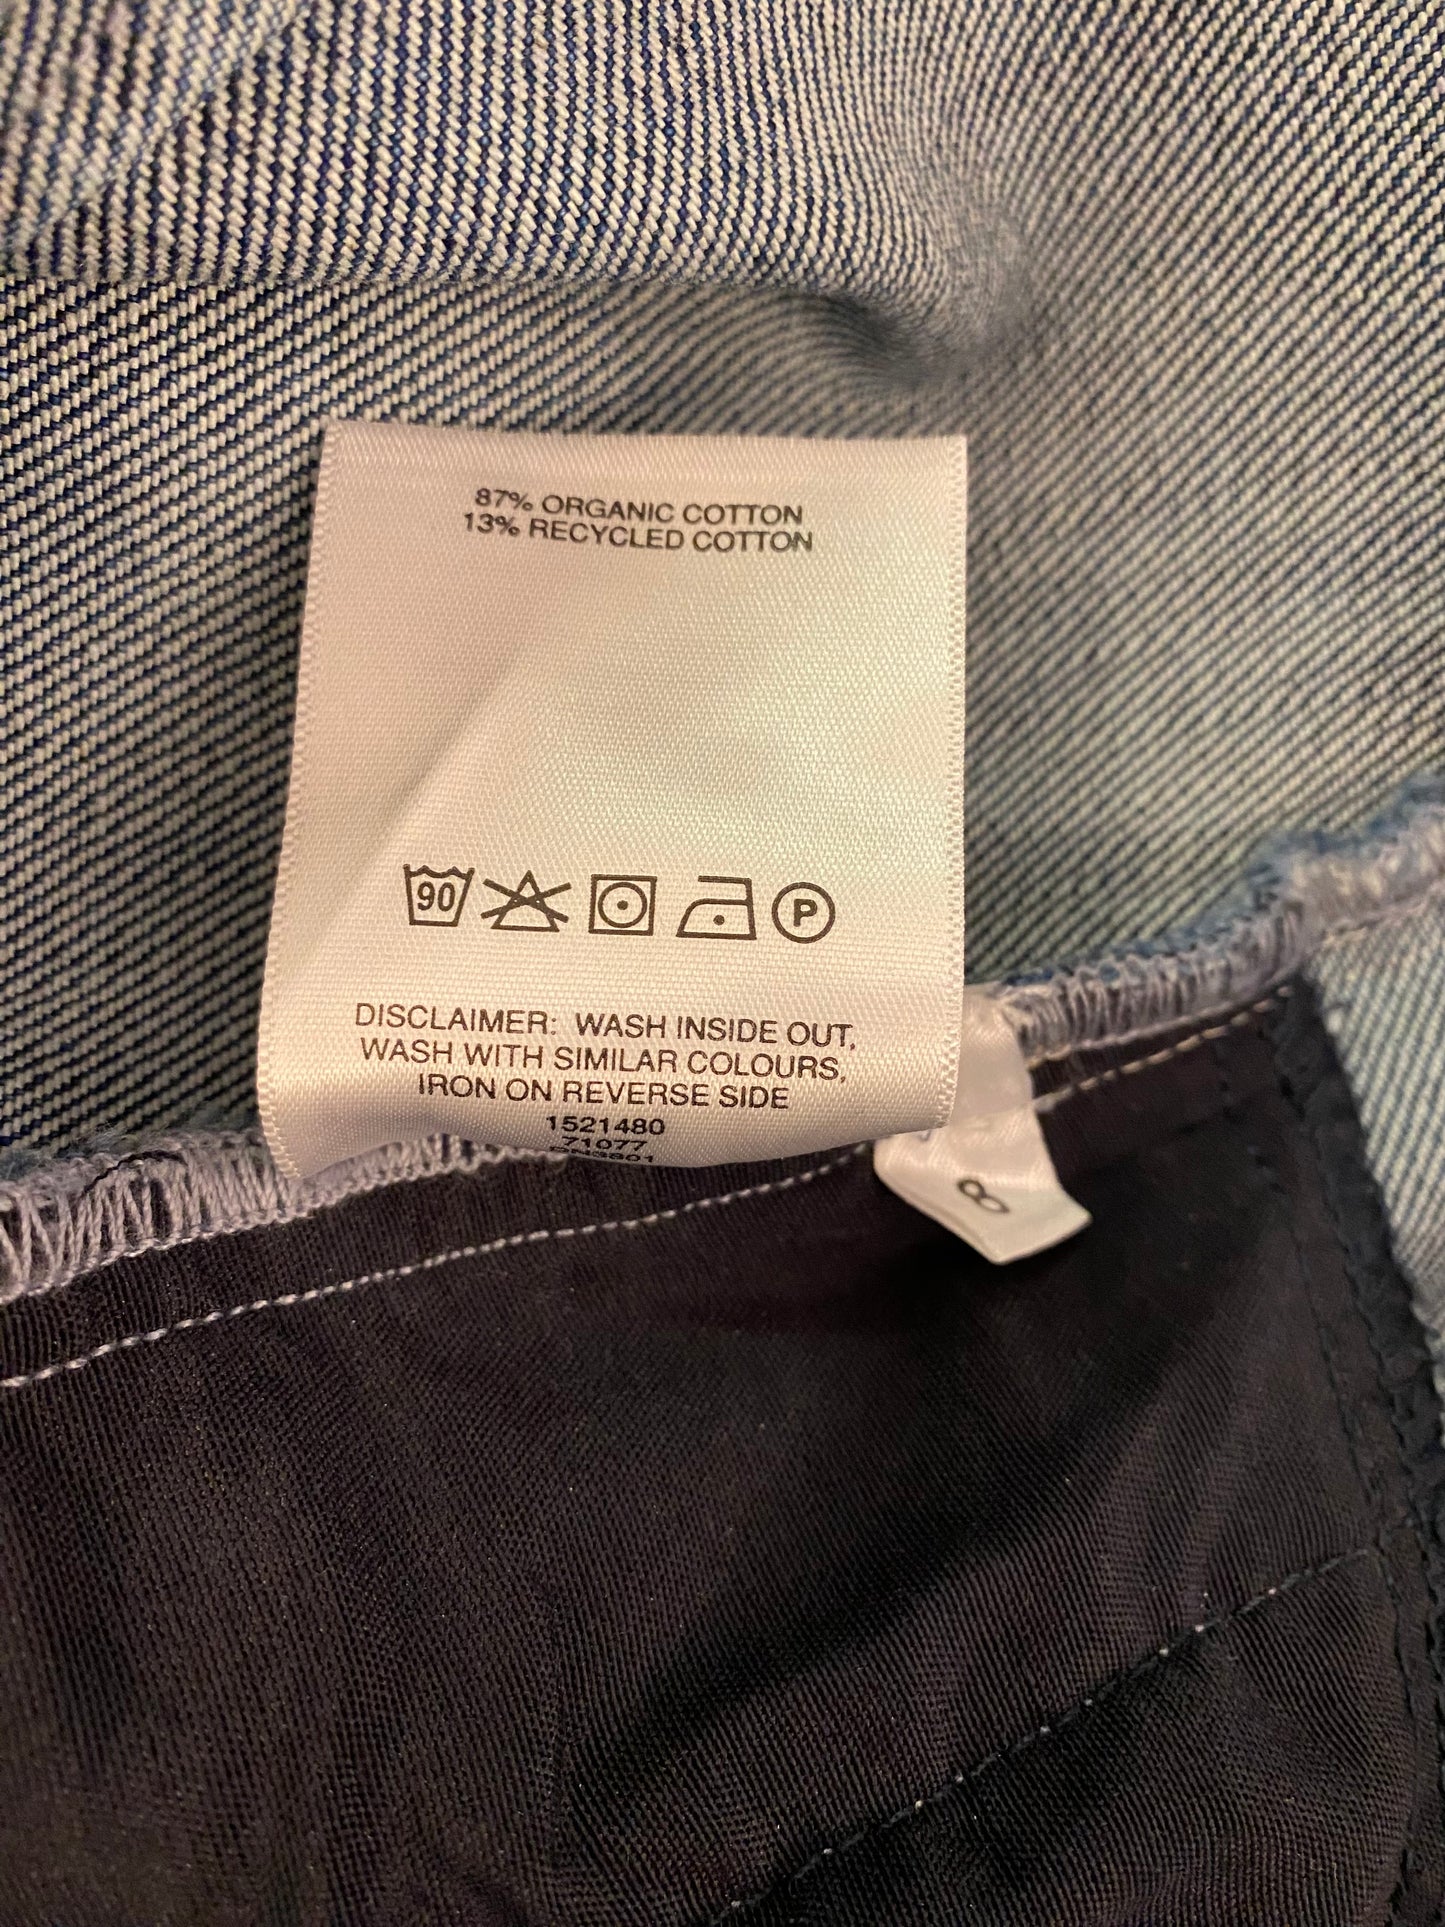 87% ORGANIC COTTON
13% RECYCLED COTTON
90 P
DISCLAIMER: WASH INSIDE OUT,
WASH WITH SIMILAR COLOURS,
IRON ON REVERSE SIDE
1521480
71077
8